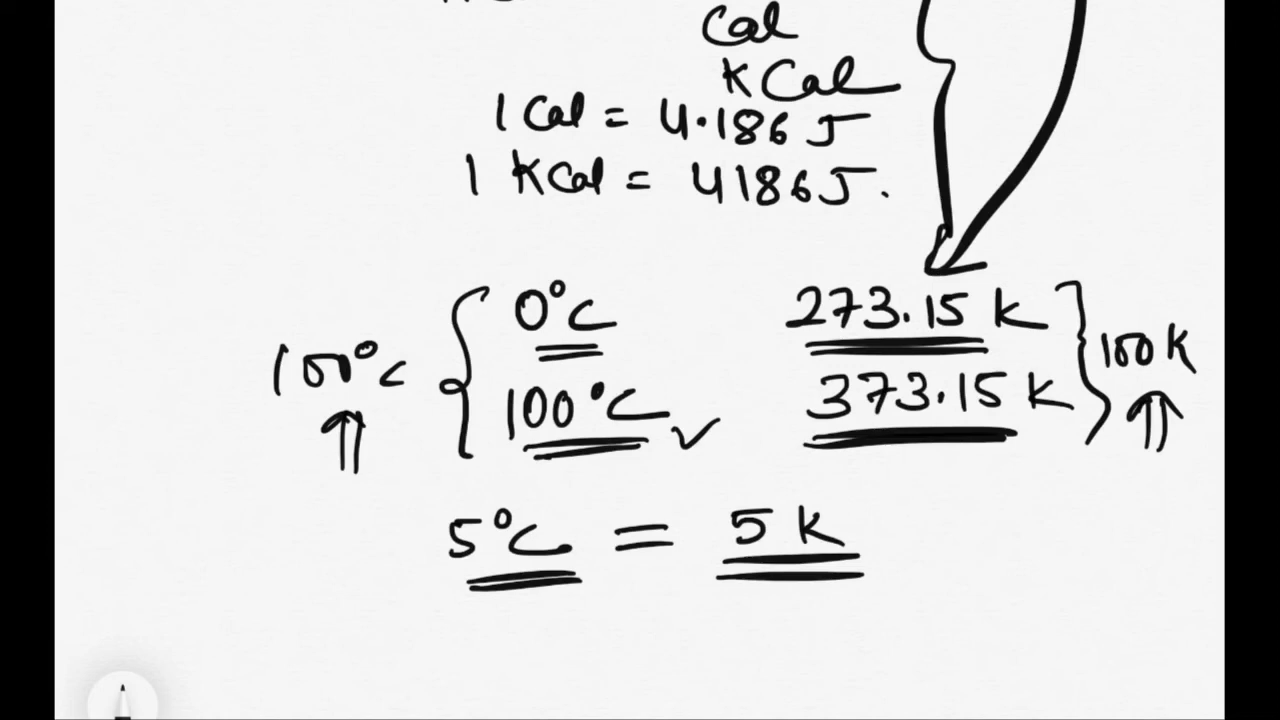 Cal
KCal
1 Cal = 4.186 J
1 KCal = 4186 J.
0°C 273.15 K
100°C 100 K
100°C 373.15 K
5°C = 5 K